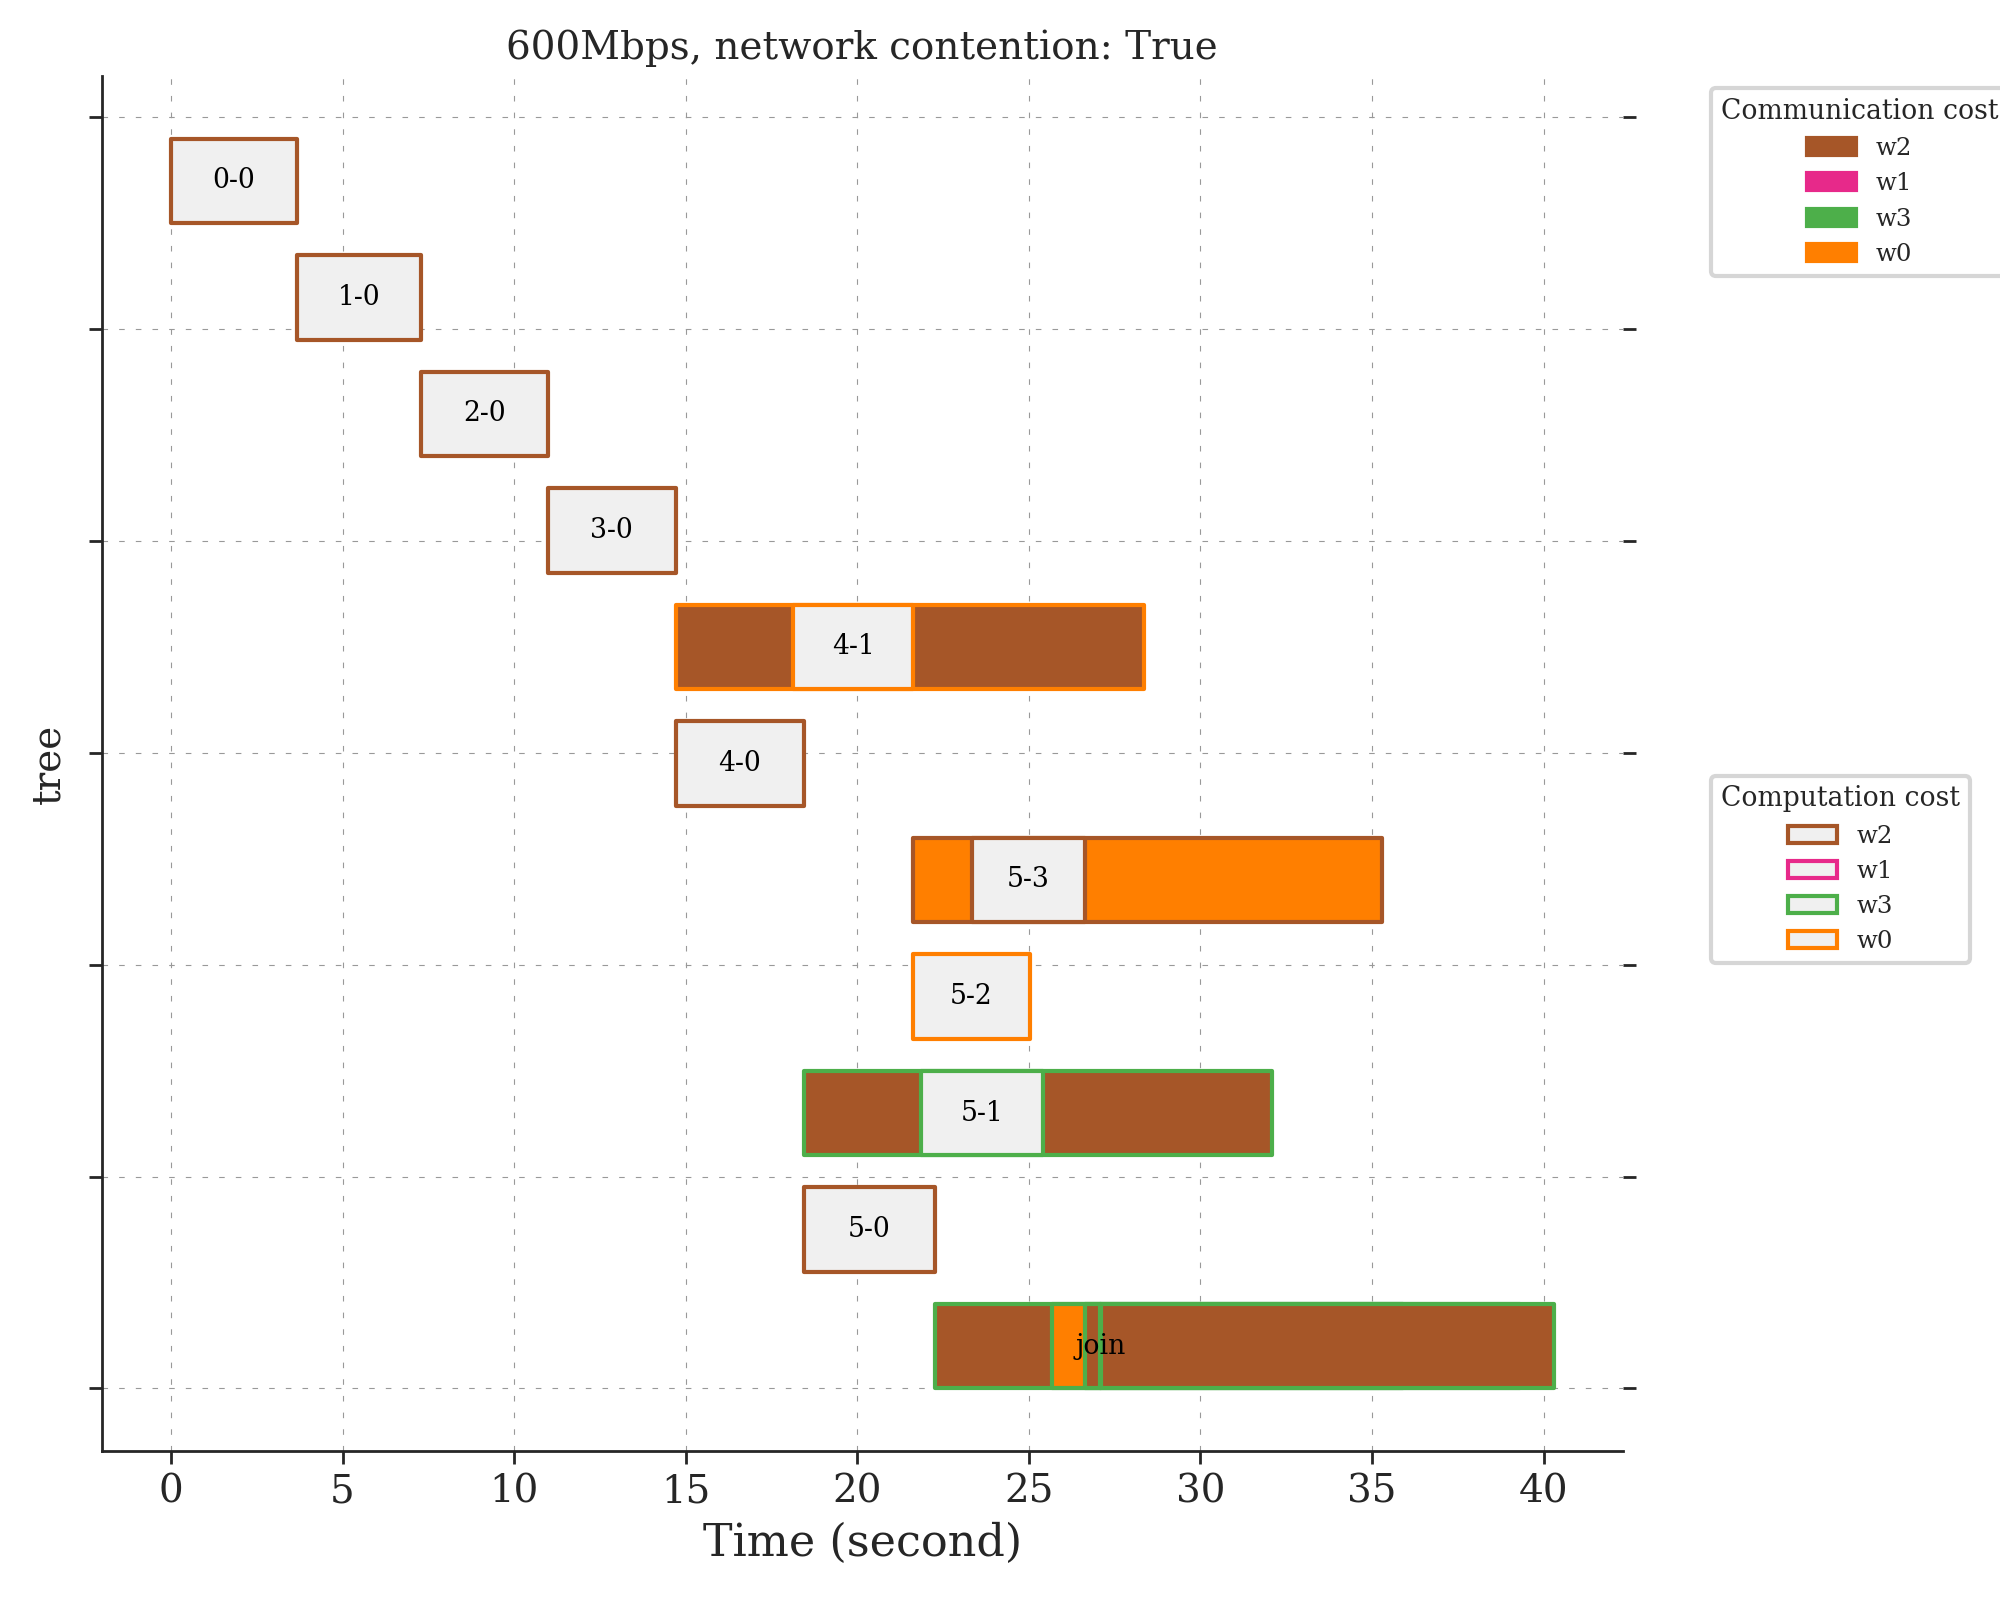 600Mbps, network contention: True
Communication cost
w2
w1
w3
w0
0-0
1-0
2-0
3-0
4-1
4-0
5-3
5-2
5-1
5-0
join
tree
Computation cost
w2
w1
w3
w0
0 5 10 15 20 25 30 35 40
Time (second)